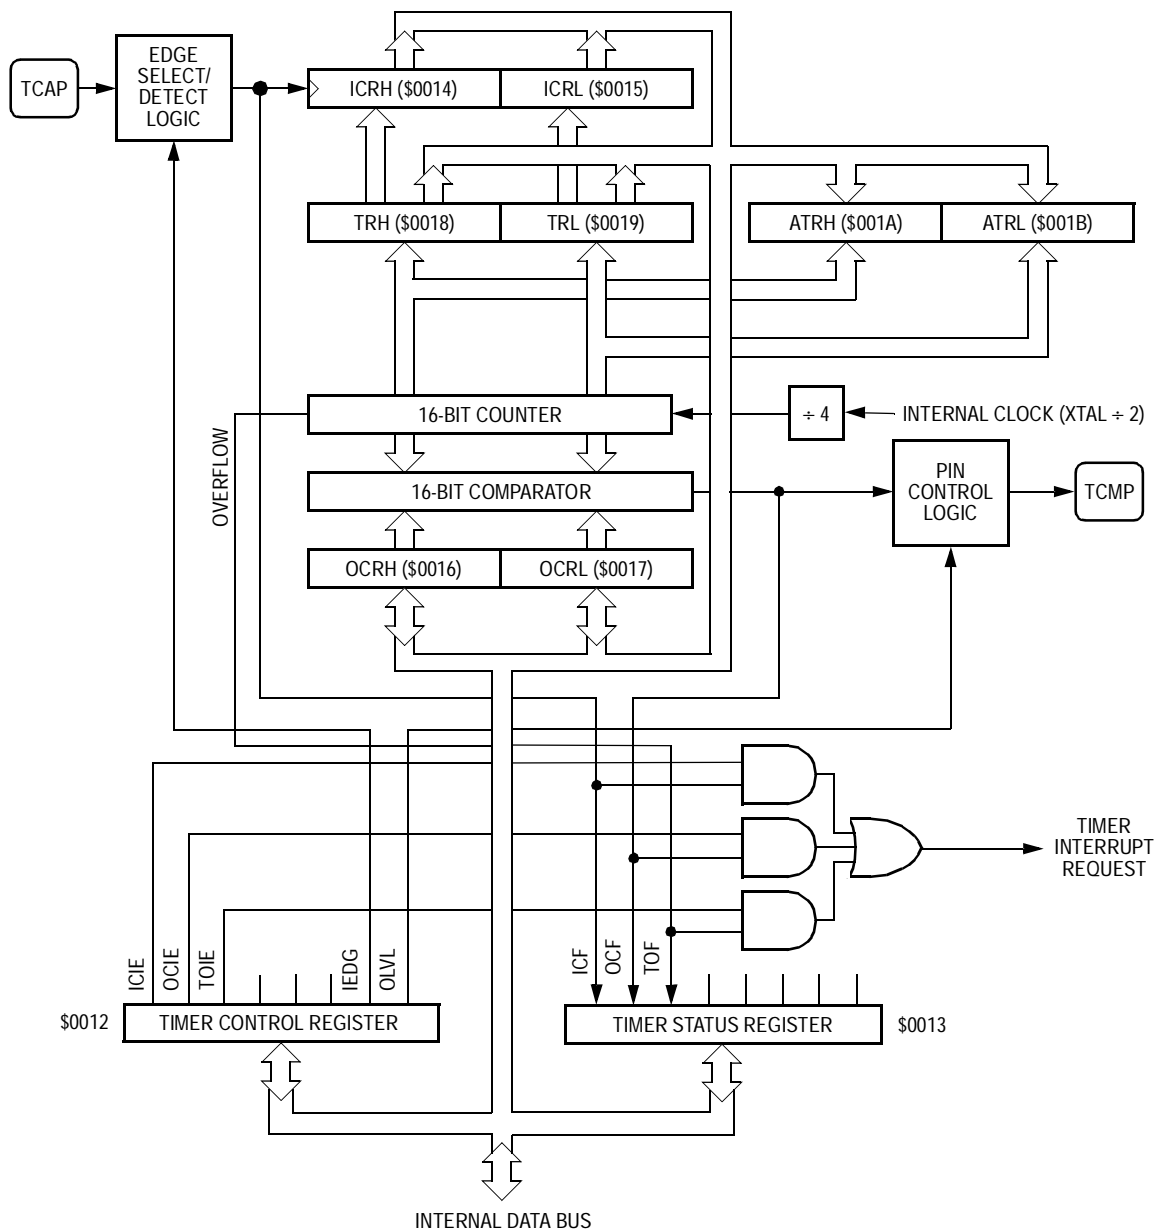 TCAP
EDGE
SELECT/
DETECT
LOGIC
ICRH ($0014)
ICRL ($0015)
TRH ($0018)
TRL ($0019)
ATRH ($001A)
ATRL ($001B)
16-BIT COUNTER
÷ 4
INTERNAL CLOCK (XTAL ÷ 2)
OVERFLOW
16-BIT COMPARATOR
PIN
CONTROL
LOGIC
TCMP
OCRH ($0016)
OCRL ($0017)
TIMER
INTERRUPT
REQUEST
ICIE
OCIE
TOIE
IEDG
OLVL
ICF
OCF
TOF
$0012
TIMER CONTROL REGISTER
TIMER STATUS REGISTER
$0013
INTERNAL DATA BUS